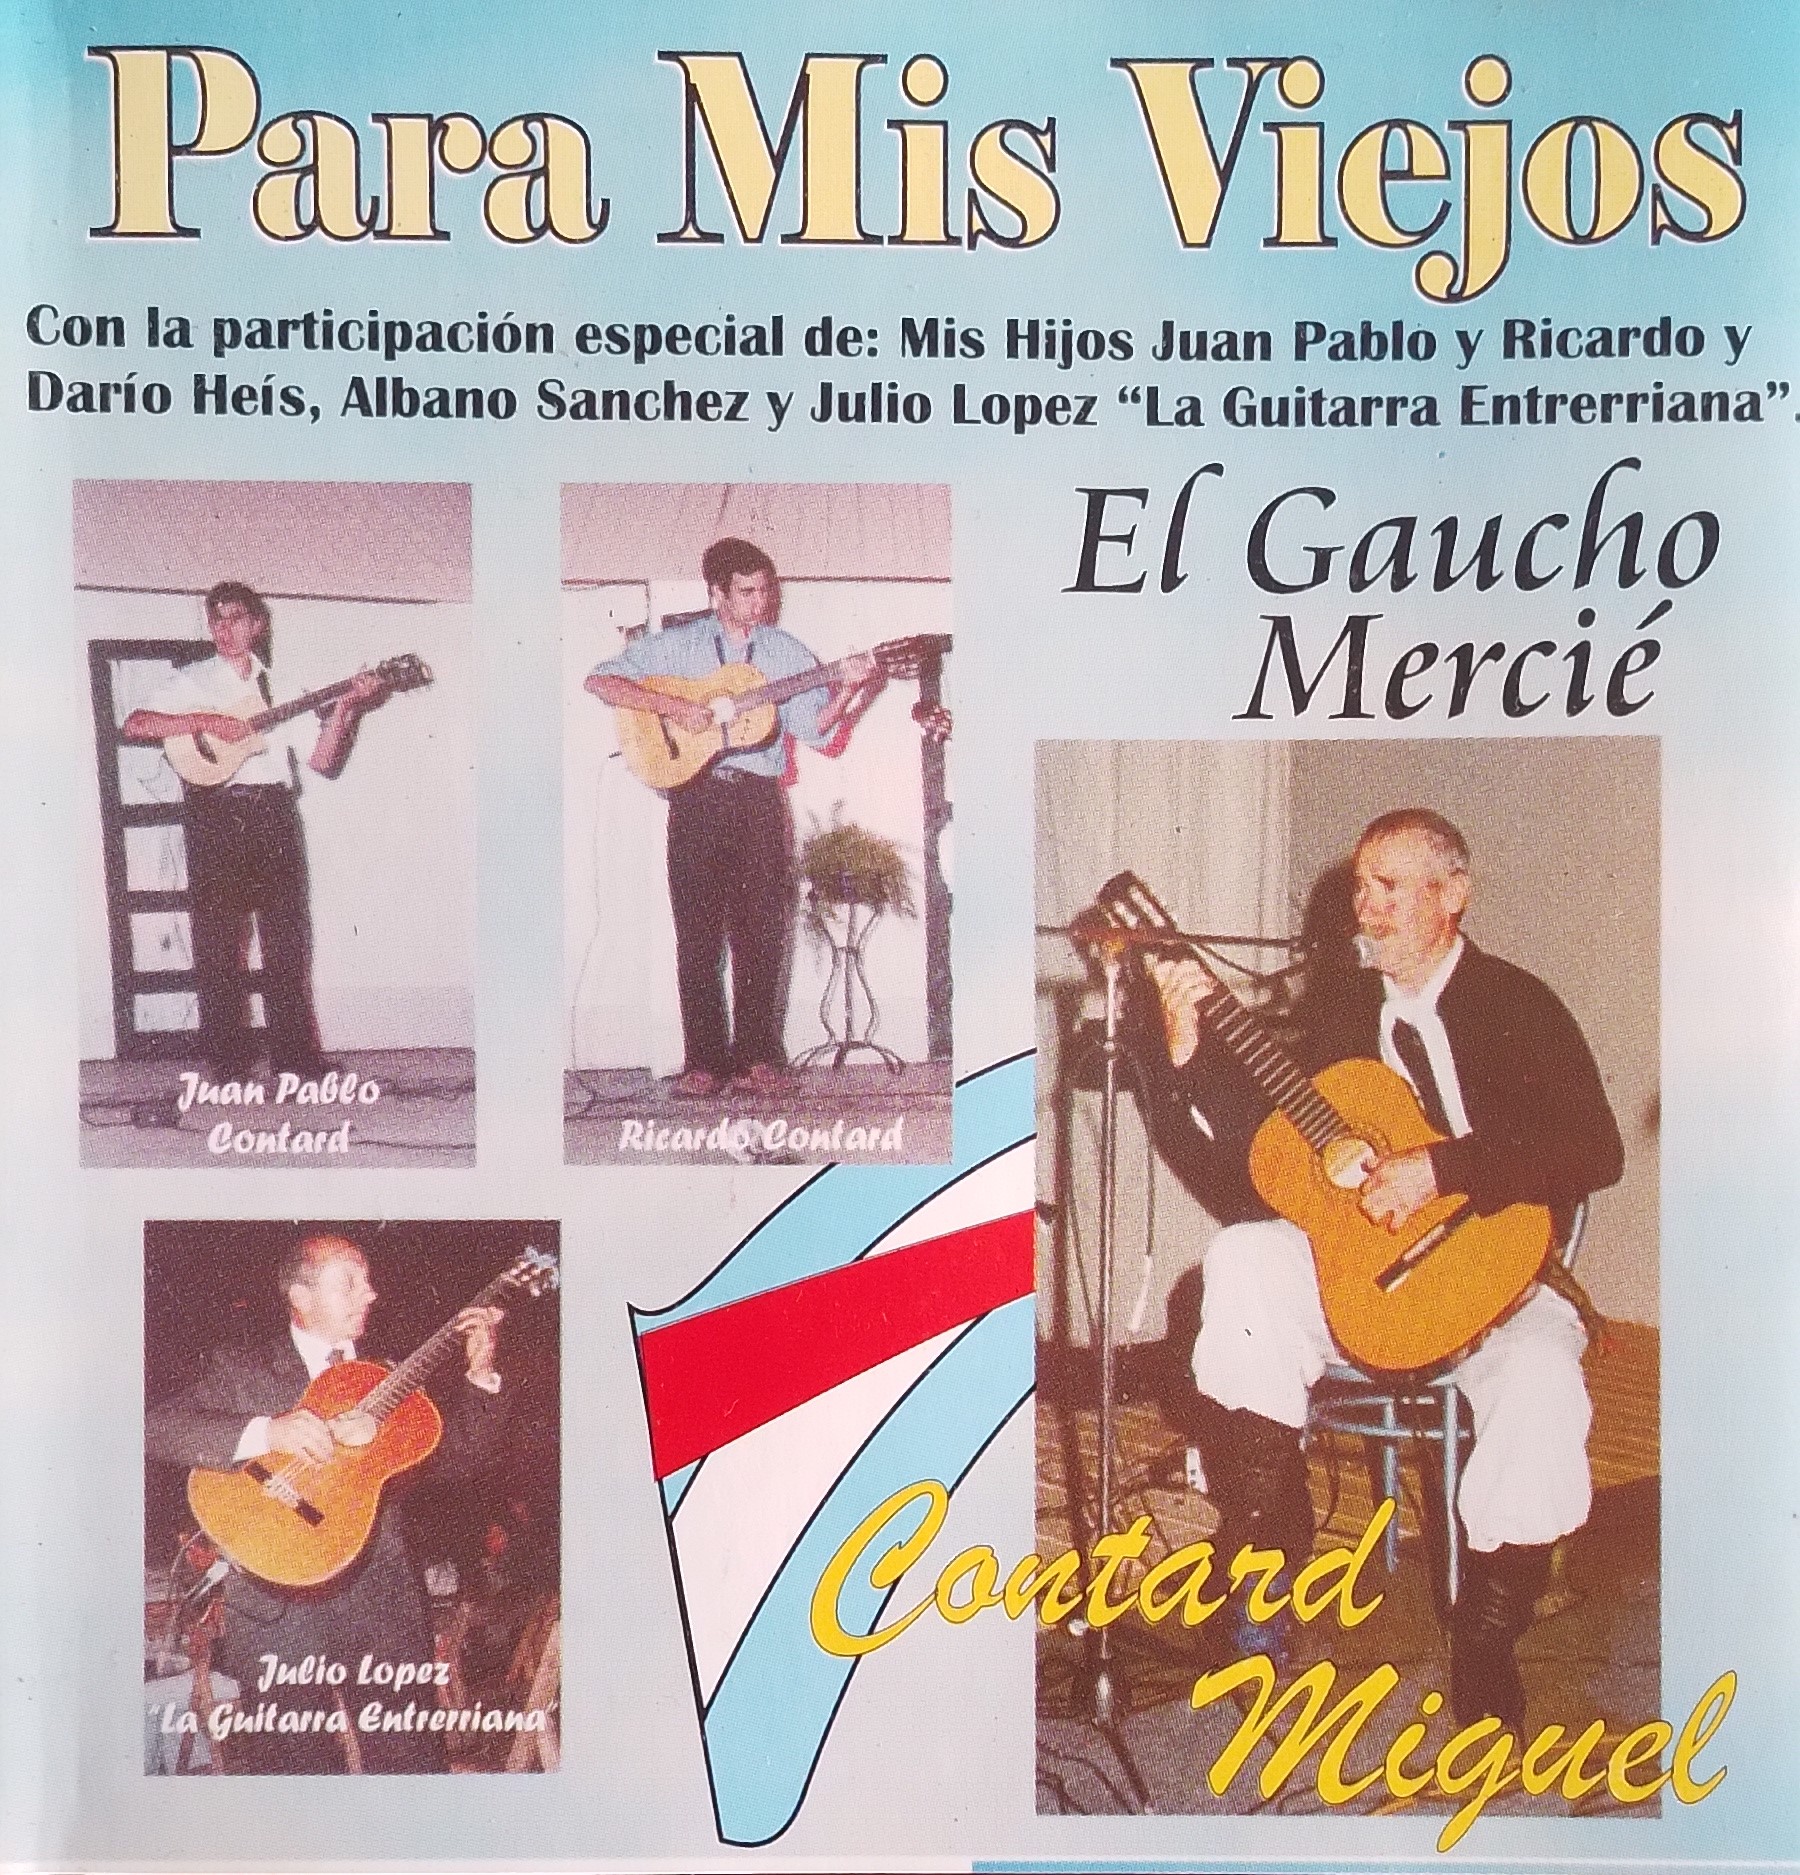 Para Mis Viejos
Con la participación especial de: Mis Hijos Juan Pablo y Ricardo y
Darío Heís, Albano Sanchez y Julio Lopez “La Guitarra Entrerriana”.
El Gaucho
Mercié
Juan Pablo
Contard
Ricardo Contard
Julio Lopez
"La Guitarra Entrerriana"
Contard
Miguel